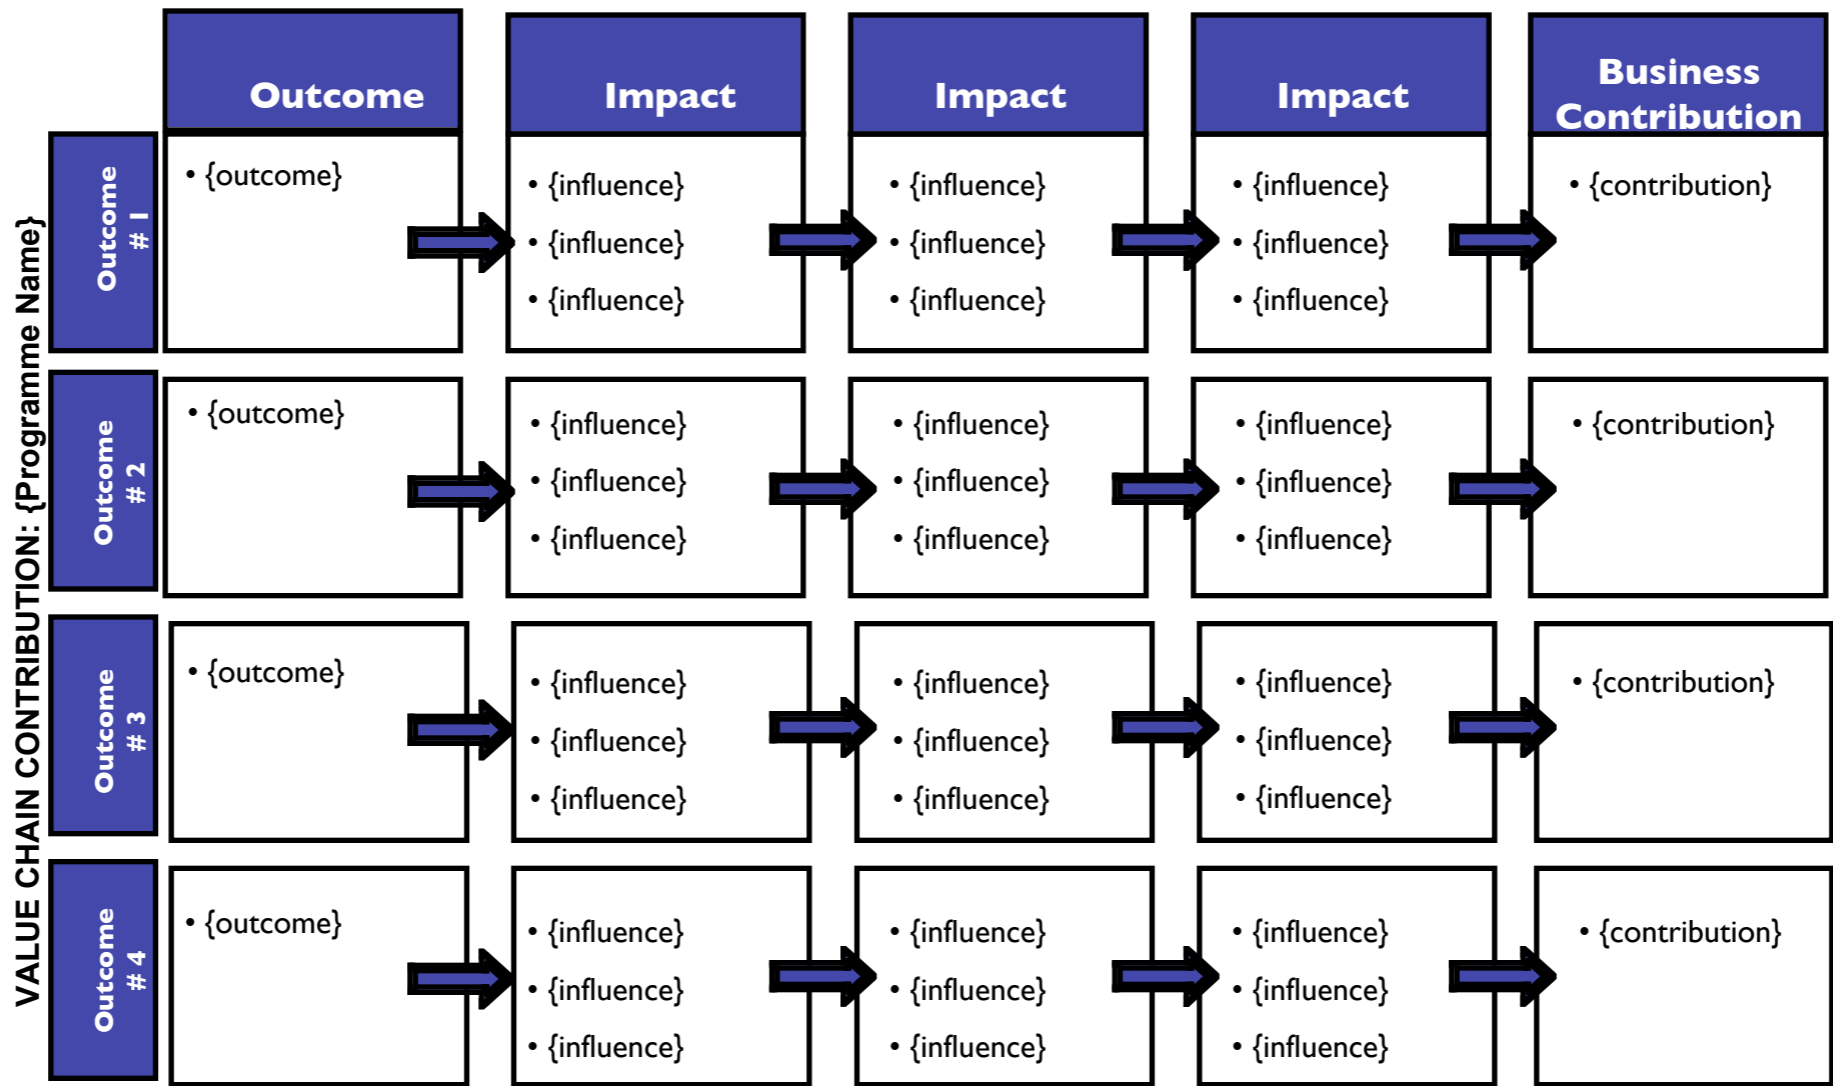 VALUE CHAIN CONTRIBUTION: {Programme Name}
Outcome
Impact
Impact
Impact
Business
Contribution
Outcome
# 1
• {outcome}
• {influence}
• {influence}
• {influence}
• {influence}
• {influence}
• {influence}
• {influence}
• {influence}
• {influence}
• {contribution}
Outcome
# 2
• {outcome}
• {influence}
• {influence}
• {influence}
• {influence}
• {influence}
• {influence}
• {influence}
• {influence}
• {influence}
• {contribution}
Outcome
# 3
• {outcome}
• {influence}
• {influence}
• {influence}
• {influence}
• {influence}
• {influence}
• {influence}
• {influence}
• {influence}
• {contribution}
Outcome
# 4
• {outcome}
• {influence}
• {influence}
• {influence}
• {influence}
• {influence}
• {influence}
• {influence}
• {influence}
• {influence}
• {contribution}